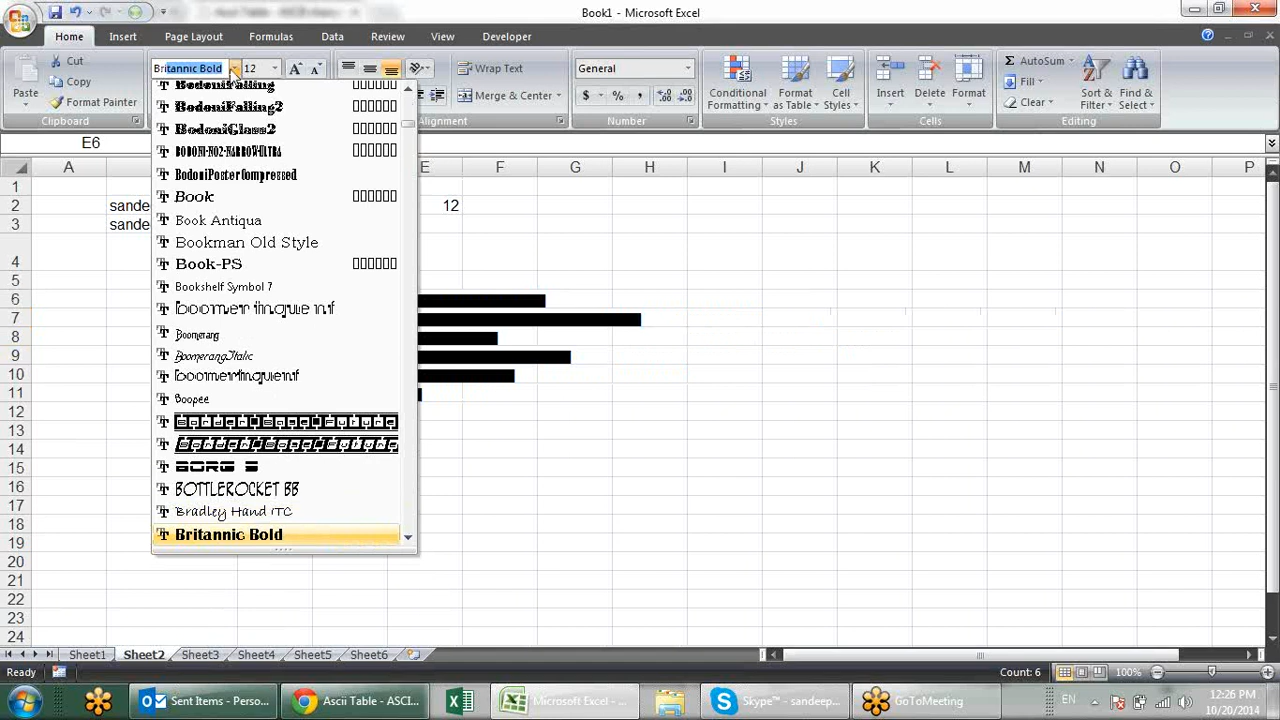 Book1 - Microsoft Excel
Home Insert Page Layout Formulas Data Review View Developer
Cut
Copy
Format Painter
Paste
Clipboard
Britannic Bold 12
Wrap Text
Merge & Center
Alignment
General
$ % ,
Number
Conditional Formatting
Format as Table
Cell Styles
Styles
Insert Delete Format
Cells
Σ AutoSum
Fill
Clear
Sort & Filter
Find & Select
Editing
E6
A E F G H I J K L M N O P
1
2 sande 12
3 sande
4
5
6
7
8
9
10
11
12
13
14
15
16
17
18
19
20
21
22
23
24
BodoniFalling
BodoniFalling2
BodoniGlass2
BODONI-NO2-NARROW-ULTRA
BodoniPosterCompressed
Book
Book Antiqua
Bookman Old Style
Book-PS
Bookshelf Symbol 7
Boomerang
BoomerangItalic
Boopee
BORG 9
BOTTLEROCKET BB
Bradley Hand ITC
Britannic Bold
Sheet1 Sheet2 Sheet3 Sheet4 Sheet5 Sheet6
Ready Count: 6 100%
Sent Items - Perso...
Ascii Table - ASCI...
Microsoft Excel - ...
Skype™ - sandeep...
GoToMeeting
EN
12:26 PM
10/20/2014